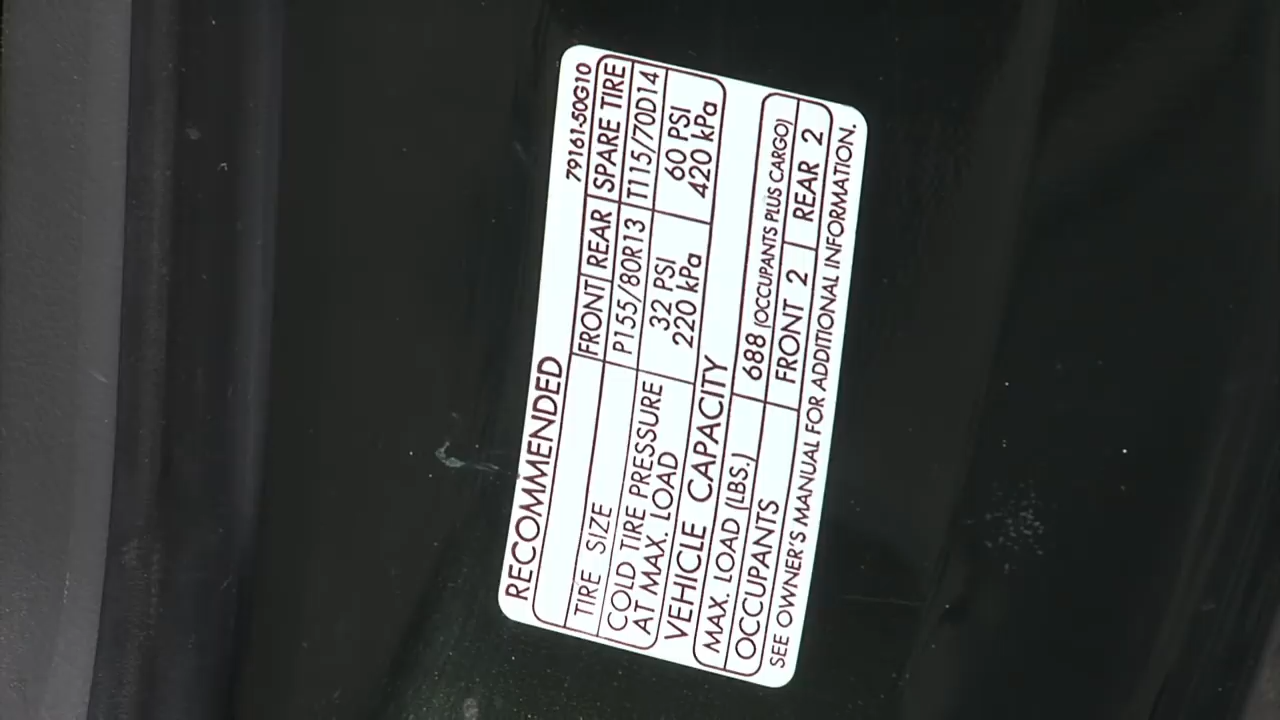 79161-50G10
RECOMMENDED
FRONT REAR SPARE TIRE
TIRE SIZE P155/80R13 T115/70D14
COLD TIRE PRESSURE 32 PSI 60 PSI
AT MAX. LOAD 220 kPa 420 kPa
VEHICLE CAPACITY
MAX. LOAD (LBS.) 688 (OCCUPANTS PLUS CARGO)
OCCUPANTS FRONT 2 REAR 2
SEE OWNER'S MANUAL FOR ADDITIONAL INFORMATION.